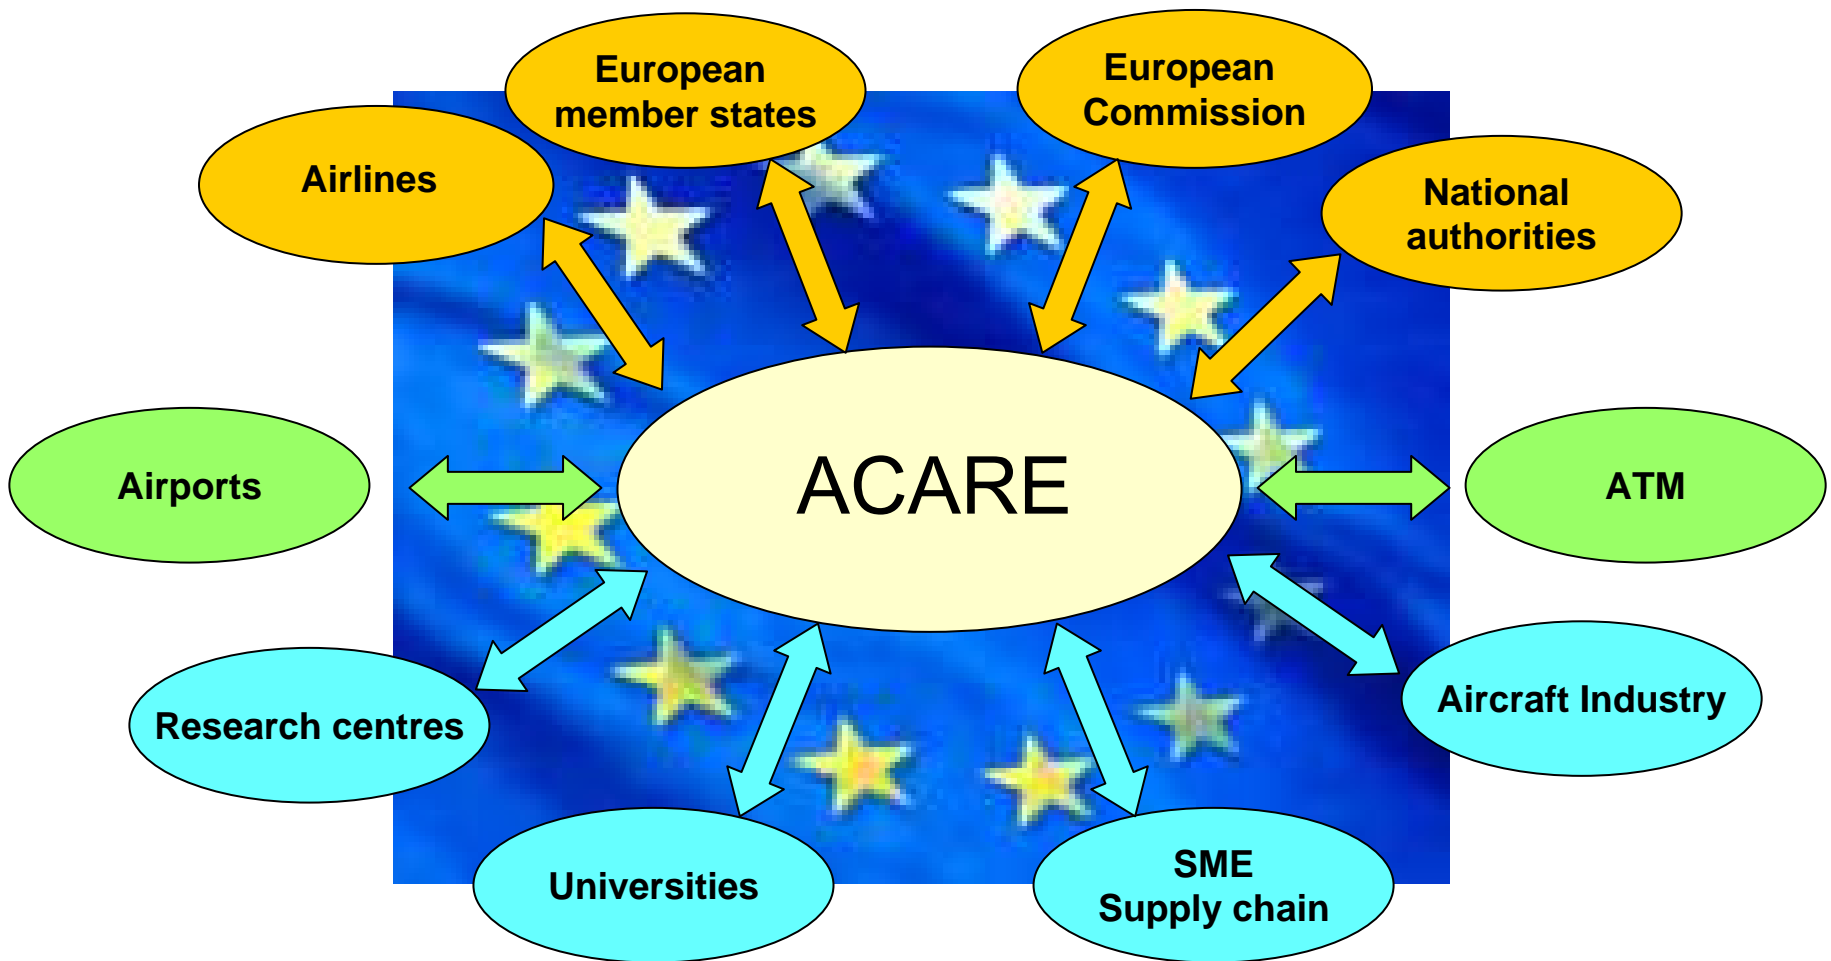 European
member states
European
Commission
Airlines
National
authorities
Airports
ACARE
ATM
Research centres
Aircraft Industry
Universities
SME
Supply chain